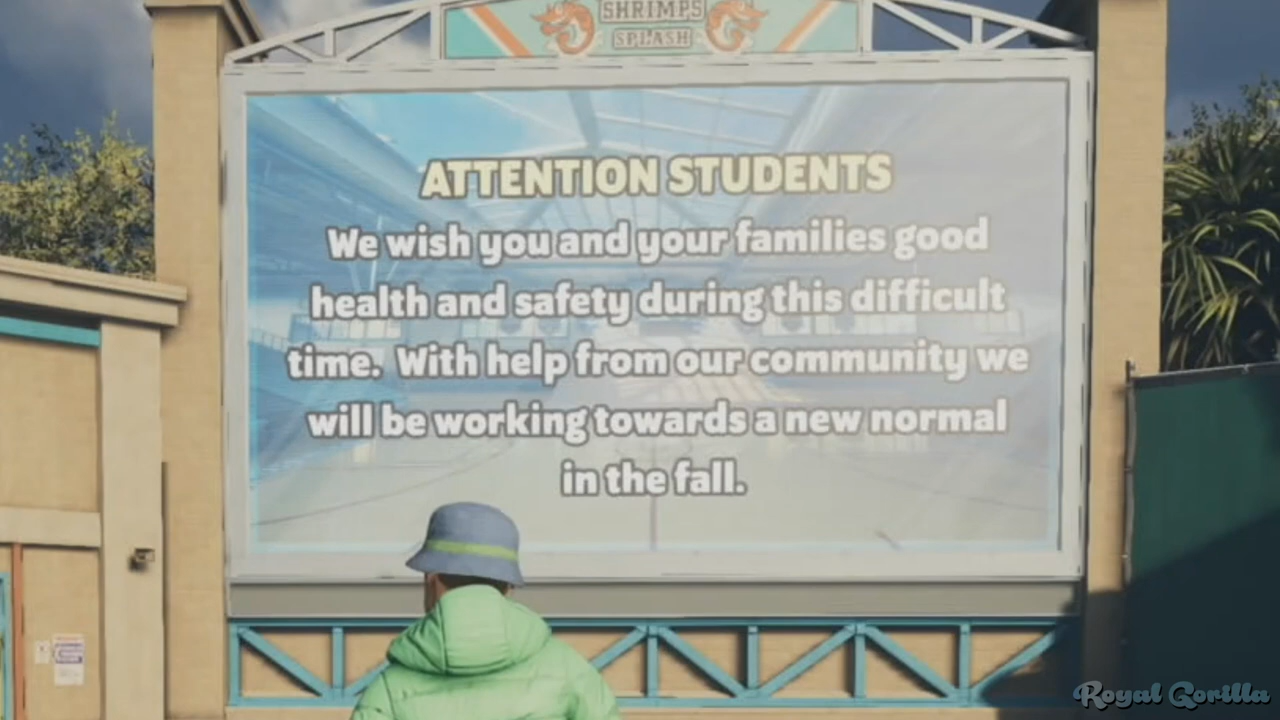 SHRIMPS
SPLASH
ATTENTION STUDENTS
We wish you and your families good
health and safety during this difficult
time. With help from our community we
will be working towards a new normal
in the fall.
Royal Gorilla